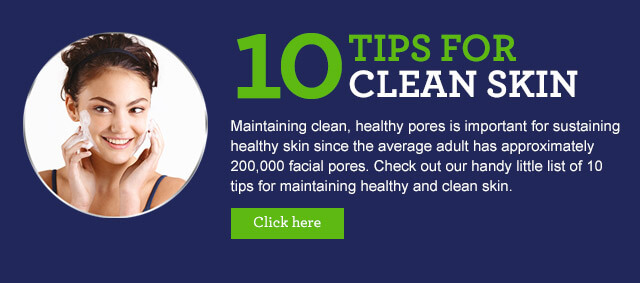 10 TIPS FOR
CLEAN SKIN
Maintaining clean, healthy pores is important for sustaining
healthy skin since the average adult has approximately
200,000 facial pores. Check out our handy little list of 10
tips for maintaining healthy and clean skin.
Click here